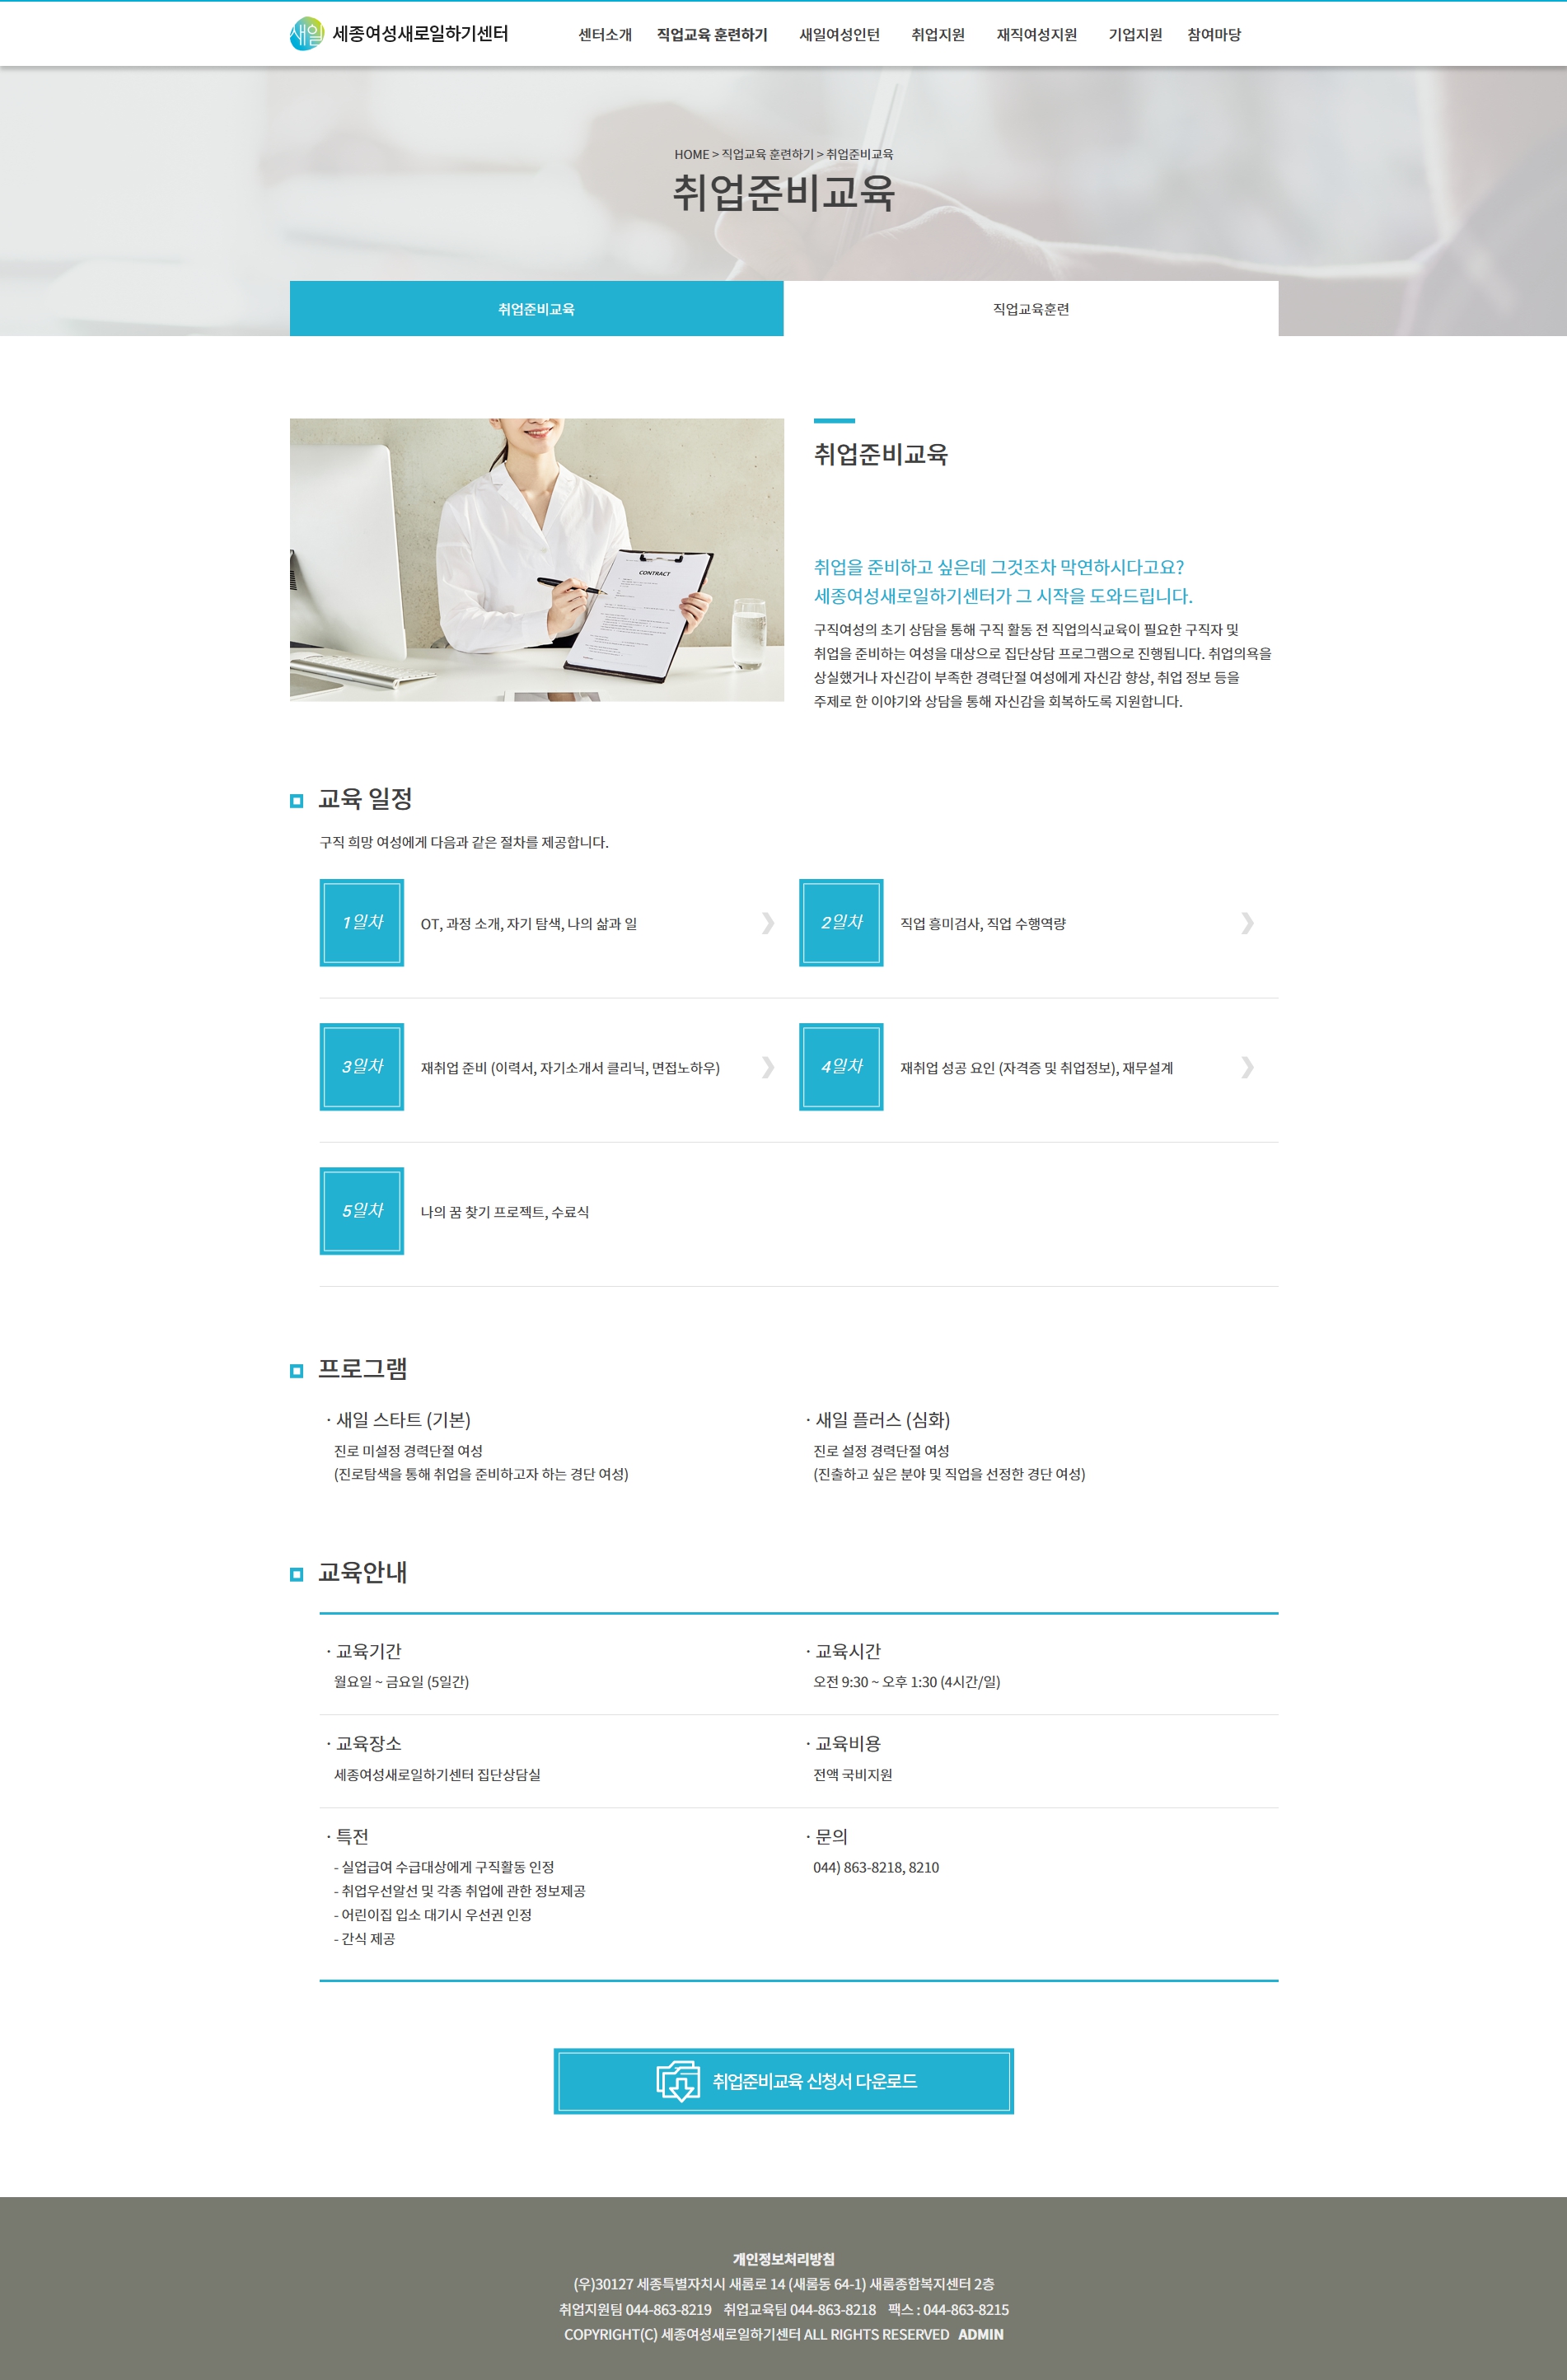 새일 세종여성새로일하기센터
센터소개 직업교육 훈련하기 새일여성인턴 취업지원 재직여성지원 기업지원 참여마당
HOME > 직업교육 훈련하기 > 취업준비교육
취업준비교육
취업준비교육
직업교육훈련
CONTRACT
취업준비교육
취업을 준비하고 싶은데 그것조차 막연하시다고요?
세종여성새로일하기센터가 그 시작을 도와드립니다.
구직여성의 초기 상담을 통해 구직 활동 전 직업의식교육이 필요한 구직자 및
취업을 준비하는 여성을 대상으로 집단상담 프로그램으로 진행됩니다. 취업의욕을
상실했거나 자신감이 부족한 경력단절 여성에게 자신감 향상, 취업 정보 등을
주제로 한 이야기와 상담을 통해 자신감을 회복하도록 지원합니다.
교육 일정
구직 희망 여성에게 다음과 같은 절차를 제공합니다.
1일차
OT, 과정 소개, 자기 탐색, 나의 삶과 일
2일차
직업 흥미검사, 직업 수행역량
3일차
재취업 준비 (이력서, 자기소개서 클리닉, 면접노하우)
4일차
재취업 성공 요인 (자격증 및 취업정보), 재무설계
5일차
나의 꿈 찾기 프로젝트, 수료식
프로그램
· 새일 스타트 (기본)
진로 미설정 경력단절 여성
(진로탐색을 통해 취업을 준비하고자 하는 경단 여성)
· 새일 플러스 (심화)
진로 설정 경력단절 여성
(진출하고 싶은 분야 및 직업을 선정한 경단 여성)
교육안내
· 교육기간
월요일 ~ 금요일 (5일간)
· 교육시간
오전 9:30 ~ 오후 1:30 (4시간/일)
· 교육장소
세종여성새로일하기센터 집단상담실
· 교육비용
전액 국비지원
· 특전
- 실업급여 수급대상에게 구직활동 인정
- 취업우선알선 및 각종 취업에 관한 정보제공
- 어린이집 입소 대기시 우선권 인정
- 간식 제공
· 문의
044) 863-8218, 8210
취업준비교육 신청서 다운로드
개인정보처리방침
(우)30127 세종특별자치시 새롬로 14 (새롬동 64-1) 새롬종합복지센터 2층
취업지원팀 044-863-8219 취업교육팀 044-863-8218 팩스 : 044-863-8215
COPYRIGHT(C) 세종여성새로일하기센터 ALL RIGHTS RESERVED ADMIN